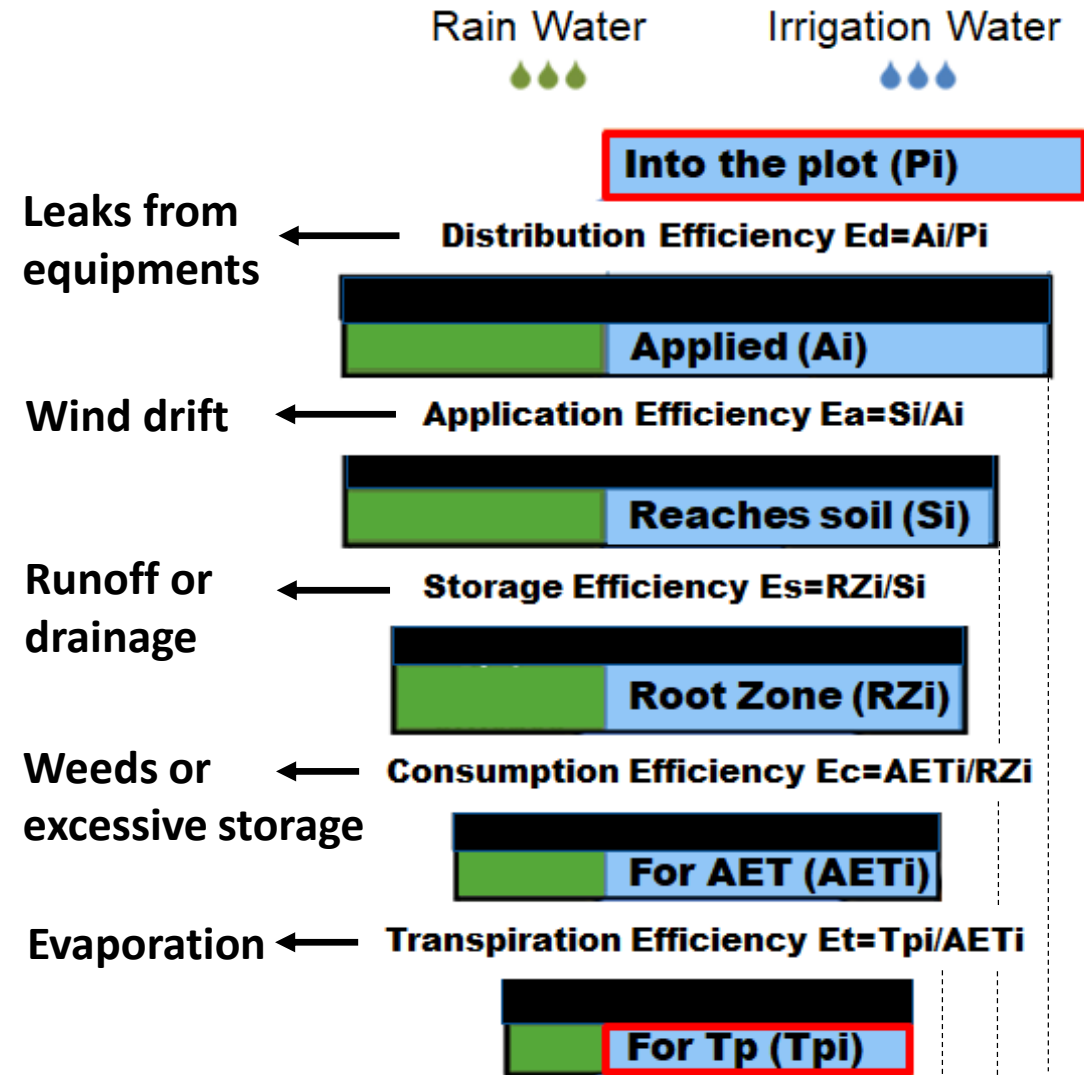 Rain Water
Irrigation Water
Into the plot (Pi)
Leaks from
equipments
Distribution Efficiency Ed=Ai/Pi
Applied (Ai)
Wind drift
Application Efficiency Ea=Si/Ai
Reaches soil (Si)
Runoff or
drainage
Storage Efficiency Es=RZi/Si
Root Zone (RZi)
Weeds or
excessive storage
Consumption Efficiency Ec=AETi/RZi
For AET (AETi)
Evaporation
Transpiration Efficiency Et=Tpi/AETi
For Tp (Tpi)